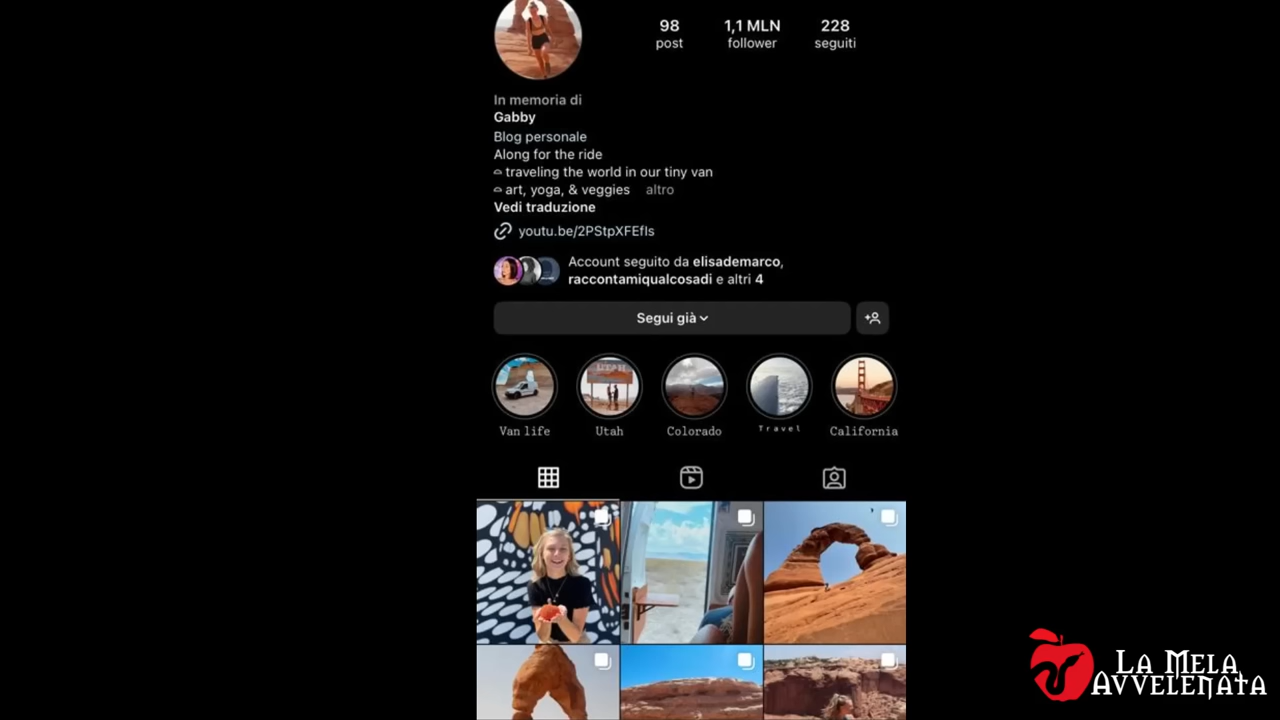 98
post
1,1 MLN
follower
228
seguiti
In memoria di
Gabby
Blog personale
Along for the ride
traveling the world in our tiny van
art, yoga, & veggies altro
Vedi traduzione
youtu.be/2PStpXFEfIs
Account seguito da elisademarco,
raccontamiqualcosadi e altri 4
Segui già
UTAH
Van life
Utah
Colorado
Travel
California
LA MELA
AVVELENATA